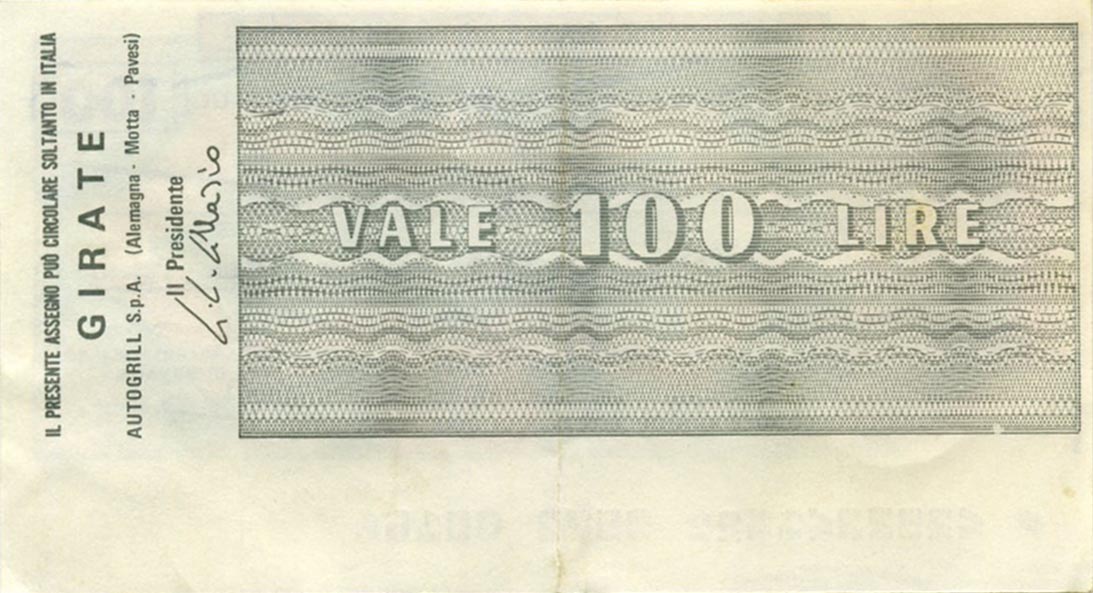 IL PRESENTE ASSEGNO PUÒ CIRCOLARE SOLTANTO IN ITALIA
GIRATE
AUTOGRILL S.p.A. (Alemagna - Motta - Pavesi)
Il Presidente
VALE 100 LIRE